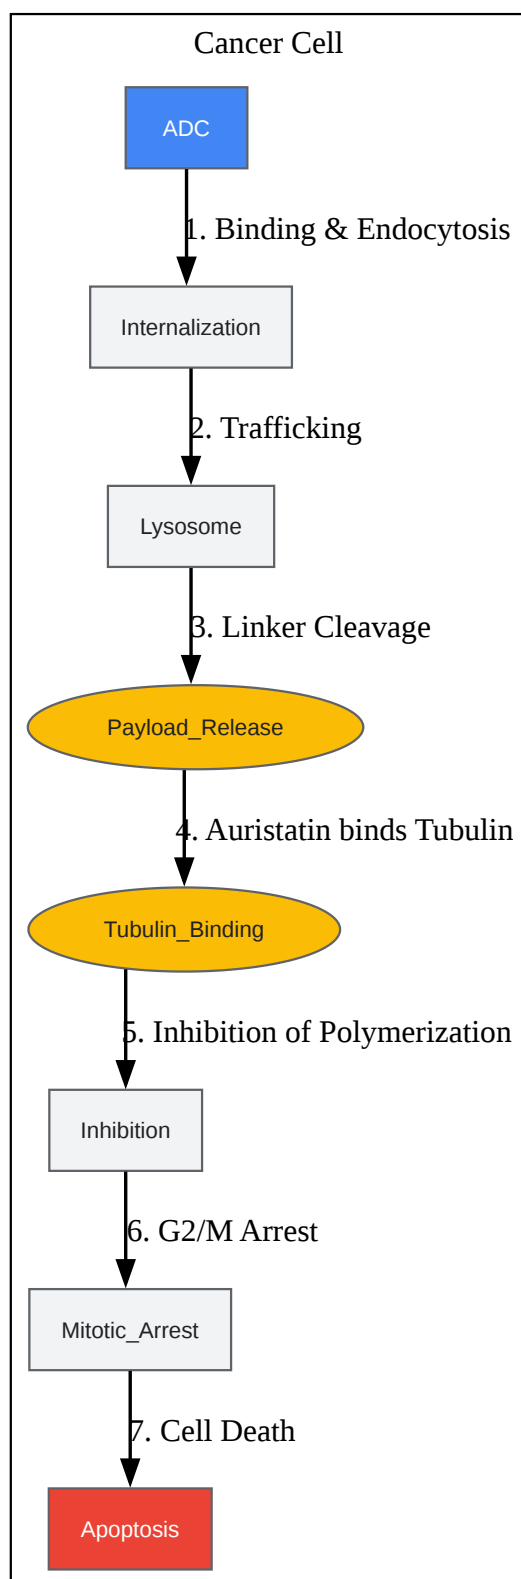 Cancer Cell
ADC
1. Binding & Endocytosis
Internalization
2. Trafficking
Lysosome
3. Linker Cleavage
Payload_Release
4. Auristatin binds Tubulin
Tubulin_Binding
5. Inhibition of Polymerization
Inhibition
6. G2/M Arrest
Mitotic_Arrest
7. Cell Death
Apoptosis